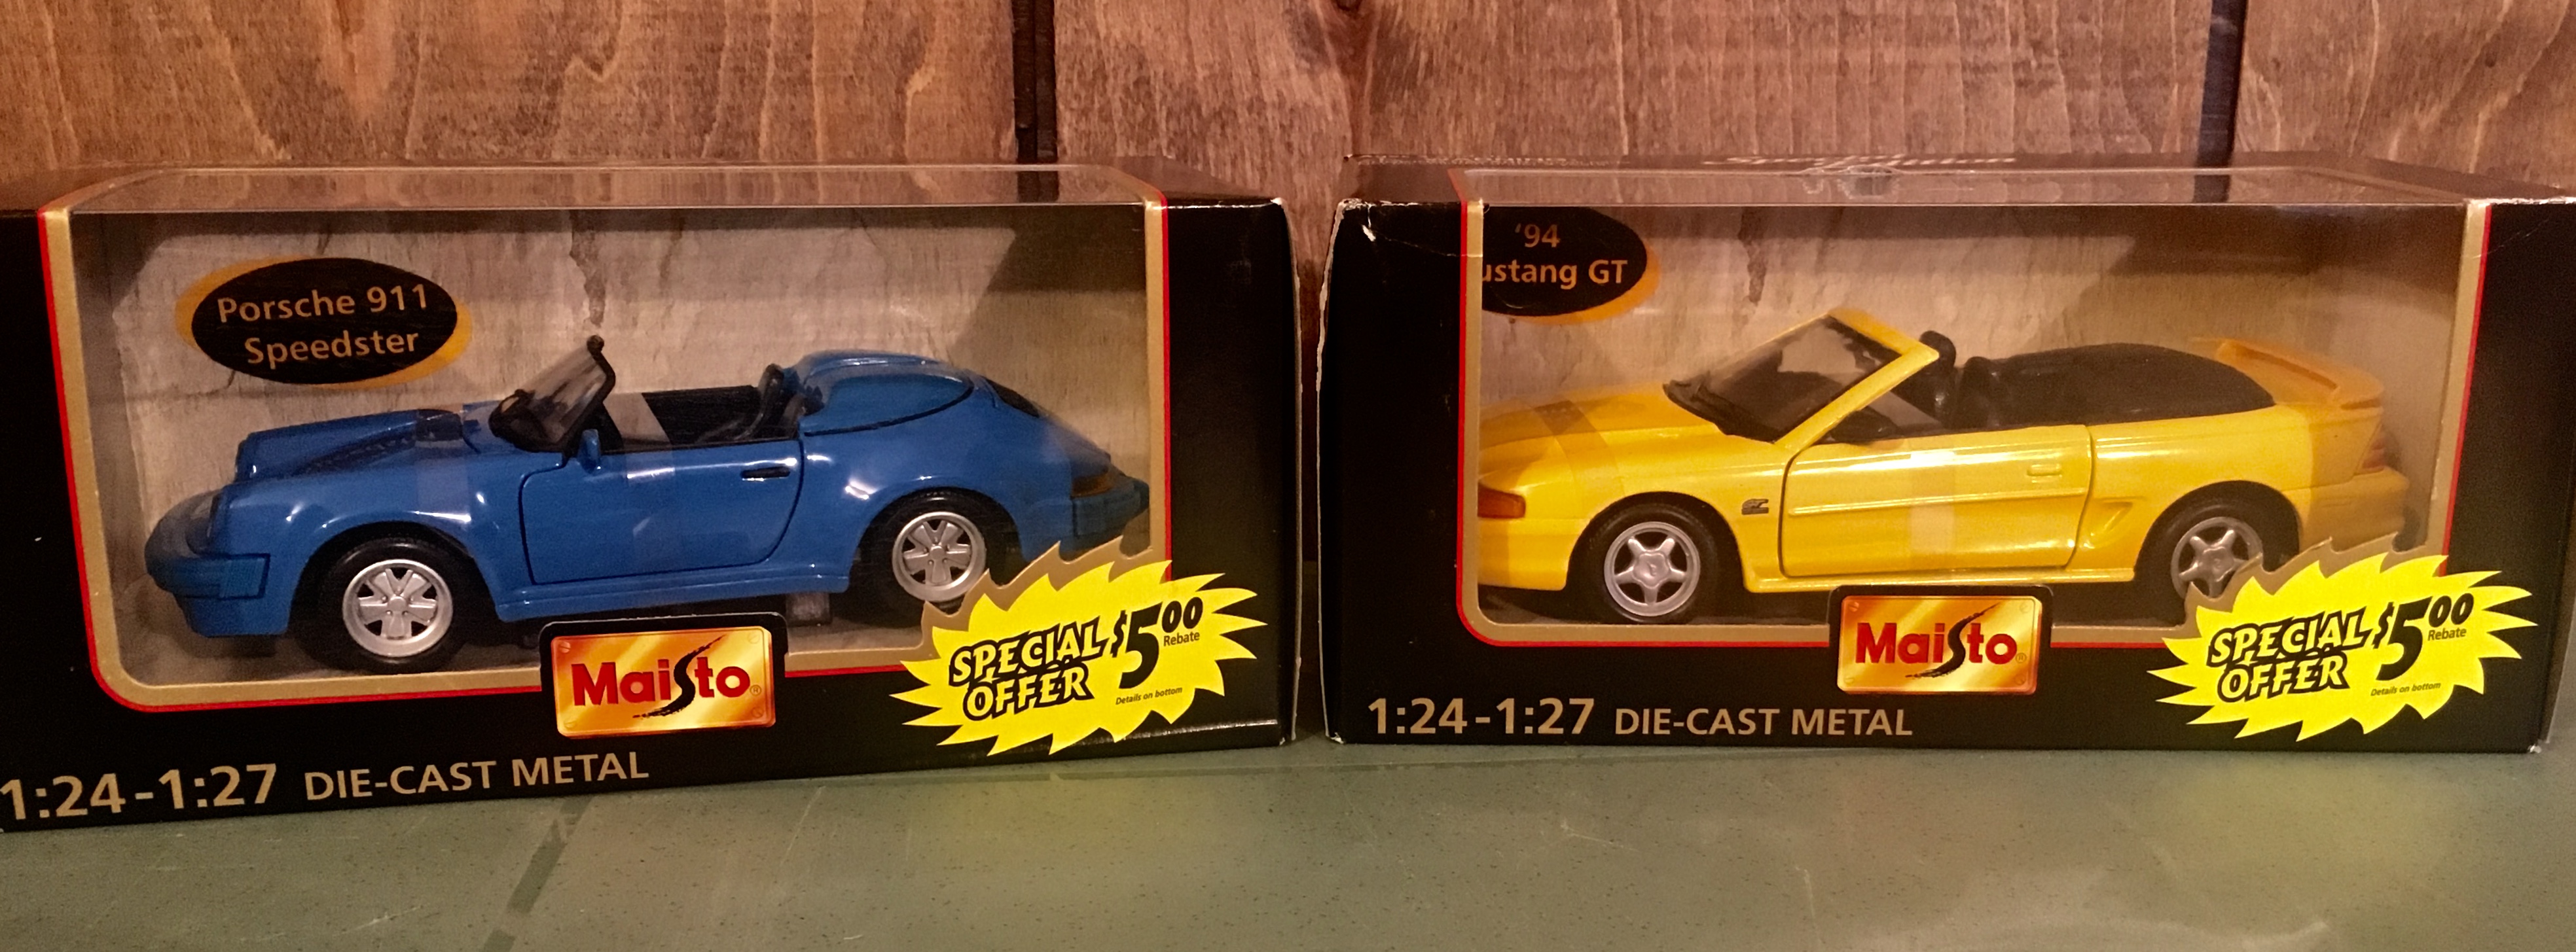 Porsche 911
Speedster
Maisto®
SPECIAL
OFFER
$5.00
Rebate
Details on bottom
1:24-1:27 DIE-CAST METAL
'94
ustang GT
Maisto®
SPECIAL
OFFER
$5.00
Rebate
Details on bottom
1:24-1:27 DIE-CAST METAL